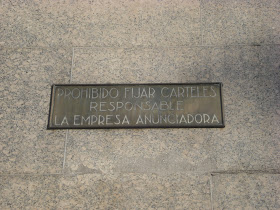 PROHIBIDO FIJAR CARTELES
RESPONSABLE
LA EMPRESA ANUNCIADORA